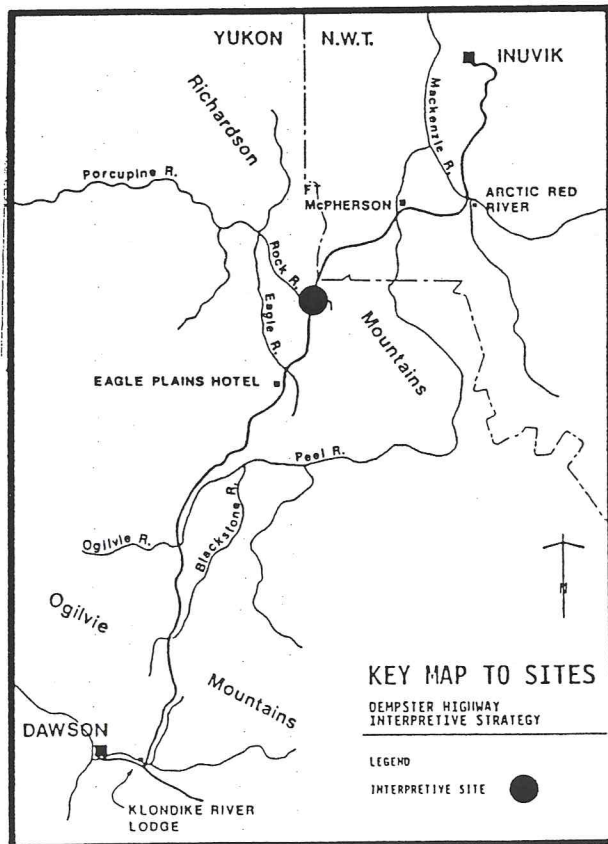 YUKON
N.W.T.
INUVIK
Richardson
Mackenzie R.
Porcupine R.
FT
McPHERSON
ARCTIC RED
RIVER
Rock R.
Eagle R.
Mountains
EAGLE PLAINS HOTEL
Peel R.
Blackstone R.
Ogilvie R.
N
Ogilvie
KEY MAP TO SITES
DEMPSTER HIGHWAY
INTERPRETIVE STRATEGY
Mountains
DAWSON
LEGEND
INTERPRETIVE SITE
KLONDIKE RIVER
LODGE